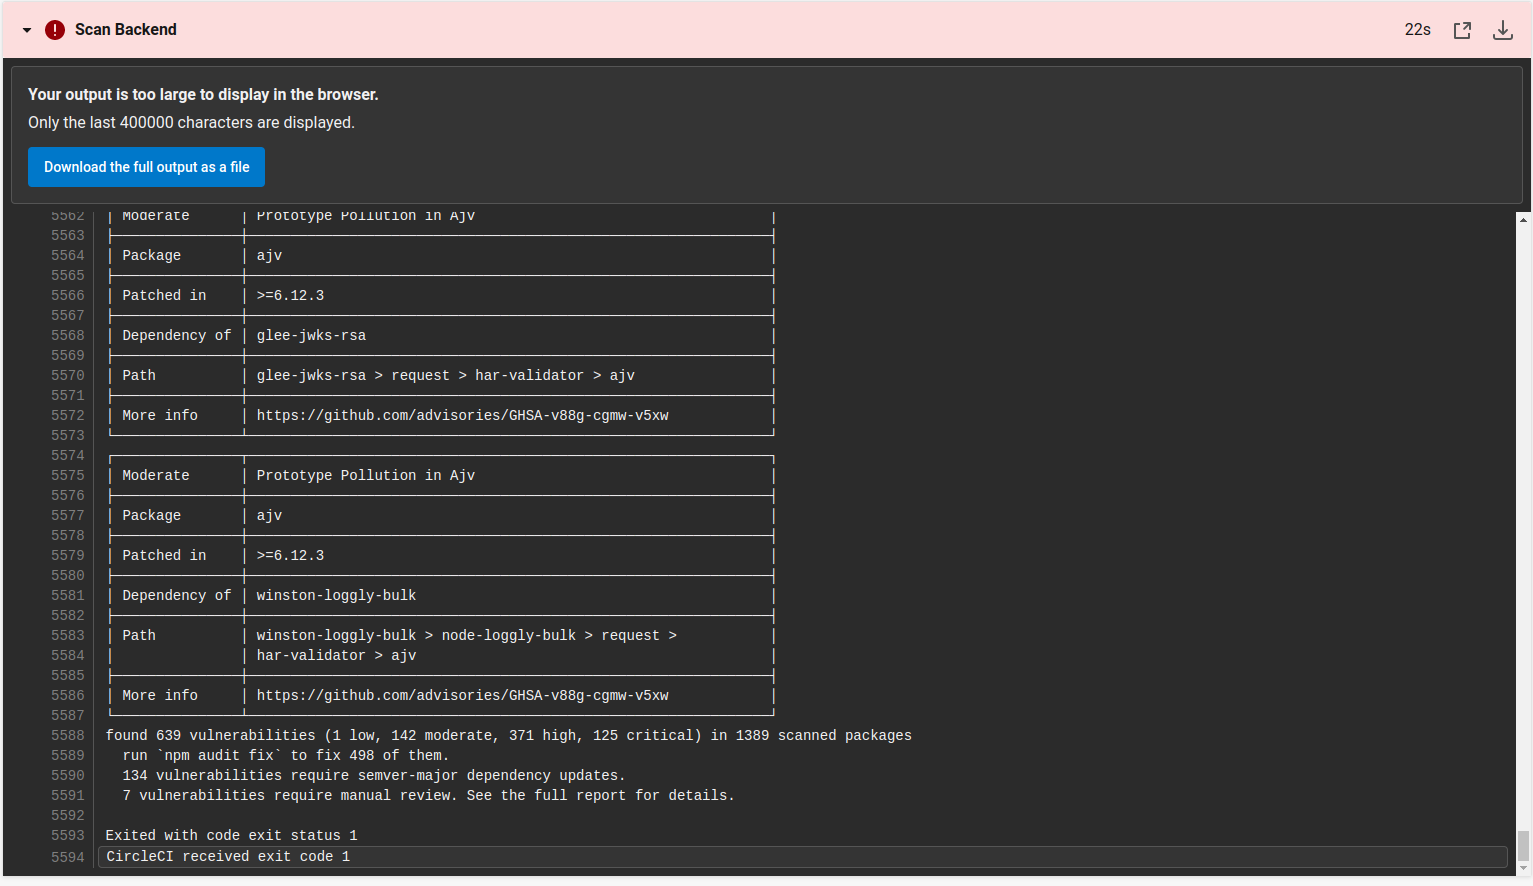 Scan Backend 22s
Your output is too large to display in the browser.
Only the last 400000 characters are displayed.
Download the full output as a file
5562 │ Moderate │ Prototype Pollution in Ajv │
5563
5564 │ Package │ ajv │
5565
5566 │ Patched in │ >=6.12.3 │
5567
5568 │ Dependency of │ glee-jwks-rsa │
5569
5570 │ Path │ glee-jwks-rsa > request > har-validator > ajv │
5571
5572 │ More info │ https://github.com/advisories/GHSA-v88g-cgmw-v5xw │
5573
5574
5575 │ Moderate │ Prototype Pollution in Ajv │
5576
5577 │ Package │ ajv │
5578
5579 │ Patched in │ >=6.12.3 │
5580
5581 │ Dependency of │ winston-loggly-bulk │
5582
5583 │ Path │ winston-loggly-bulk > node-loggly-bulk > request > │
5584 │ │ har-validator > ajv │
5585
5586 │ More info │ https://github.com/advisories/GHSA-v88g-cgmw-v5xw │
5587
5588 found 639 vulnerabilities (1 low, 142 moderate, 371 high, 125 critical) in 1389 scanned packages
5589 run `npm audit fix` to fix 498 of them.
5590 134 vulnerabilities require semver-major dependency updates.
5591 7 vulnerabilities require manual review. See the full report for details.
5592
5593 Exited with code exit status 1
5594 CircleCI received exit code 1